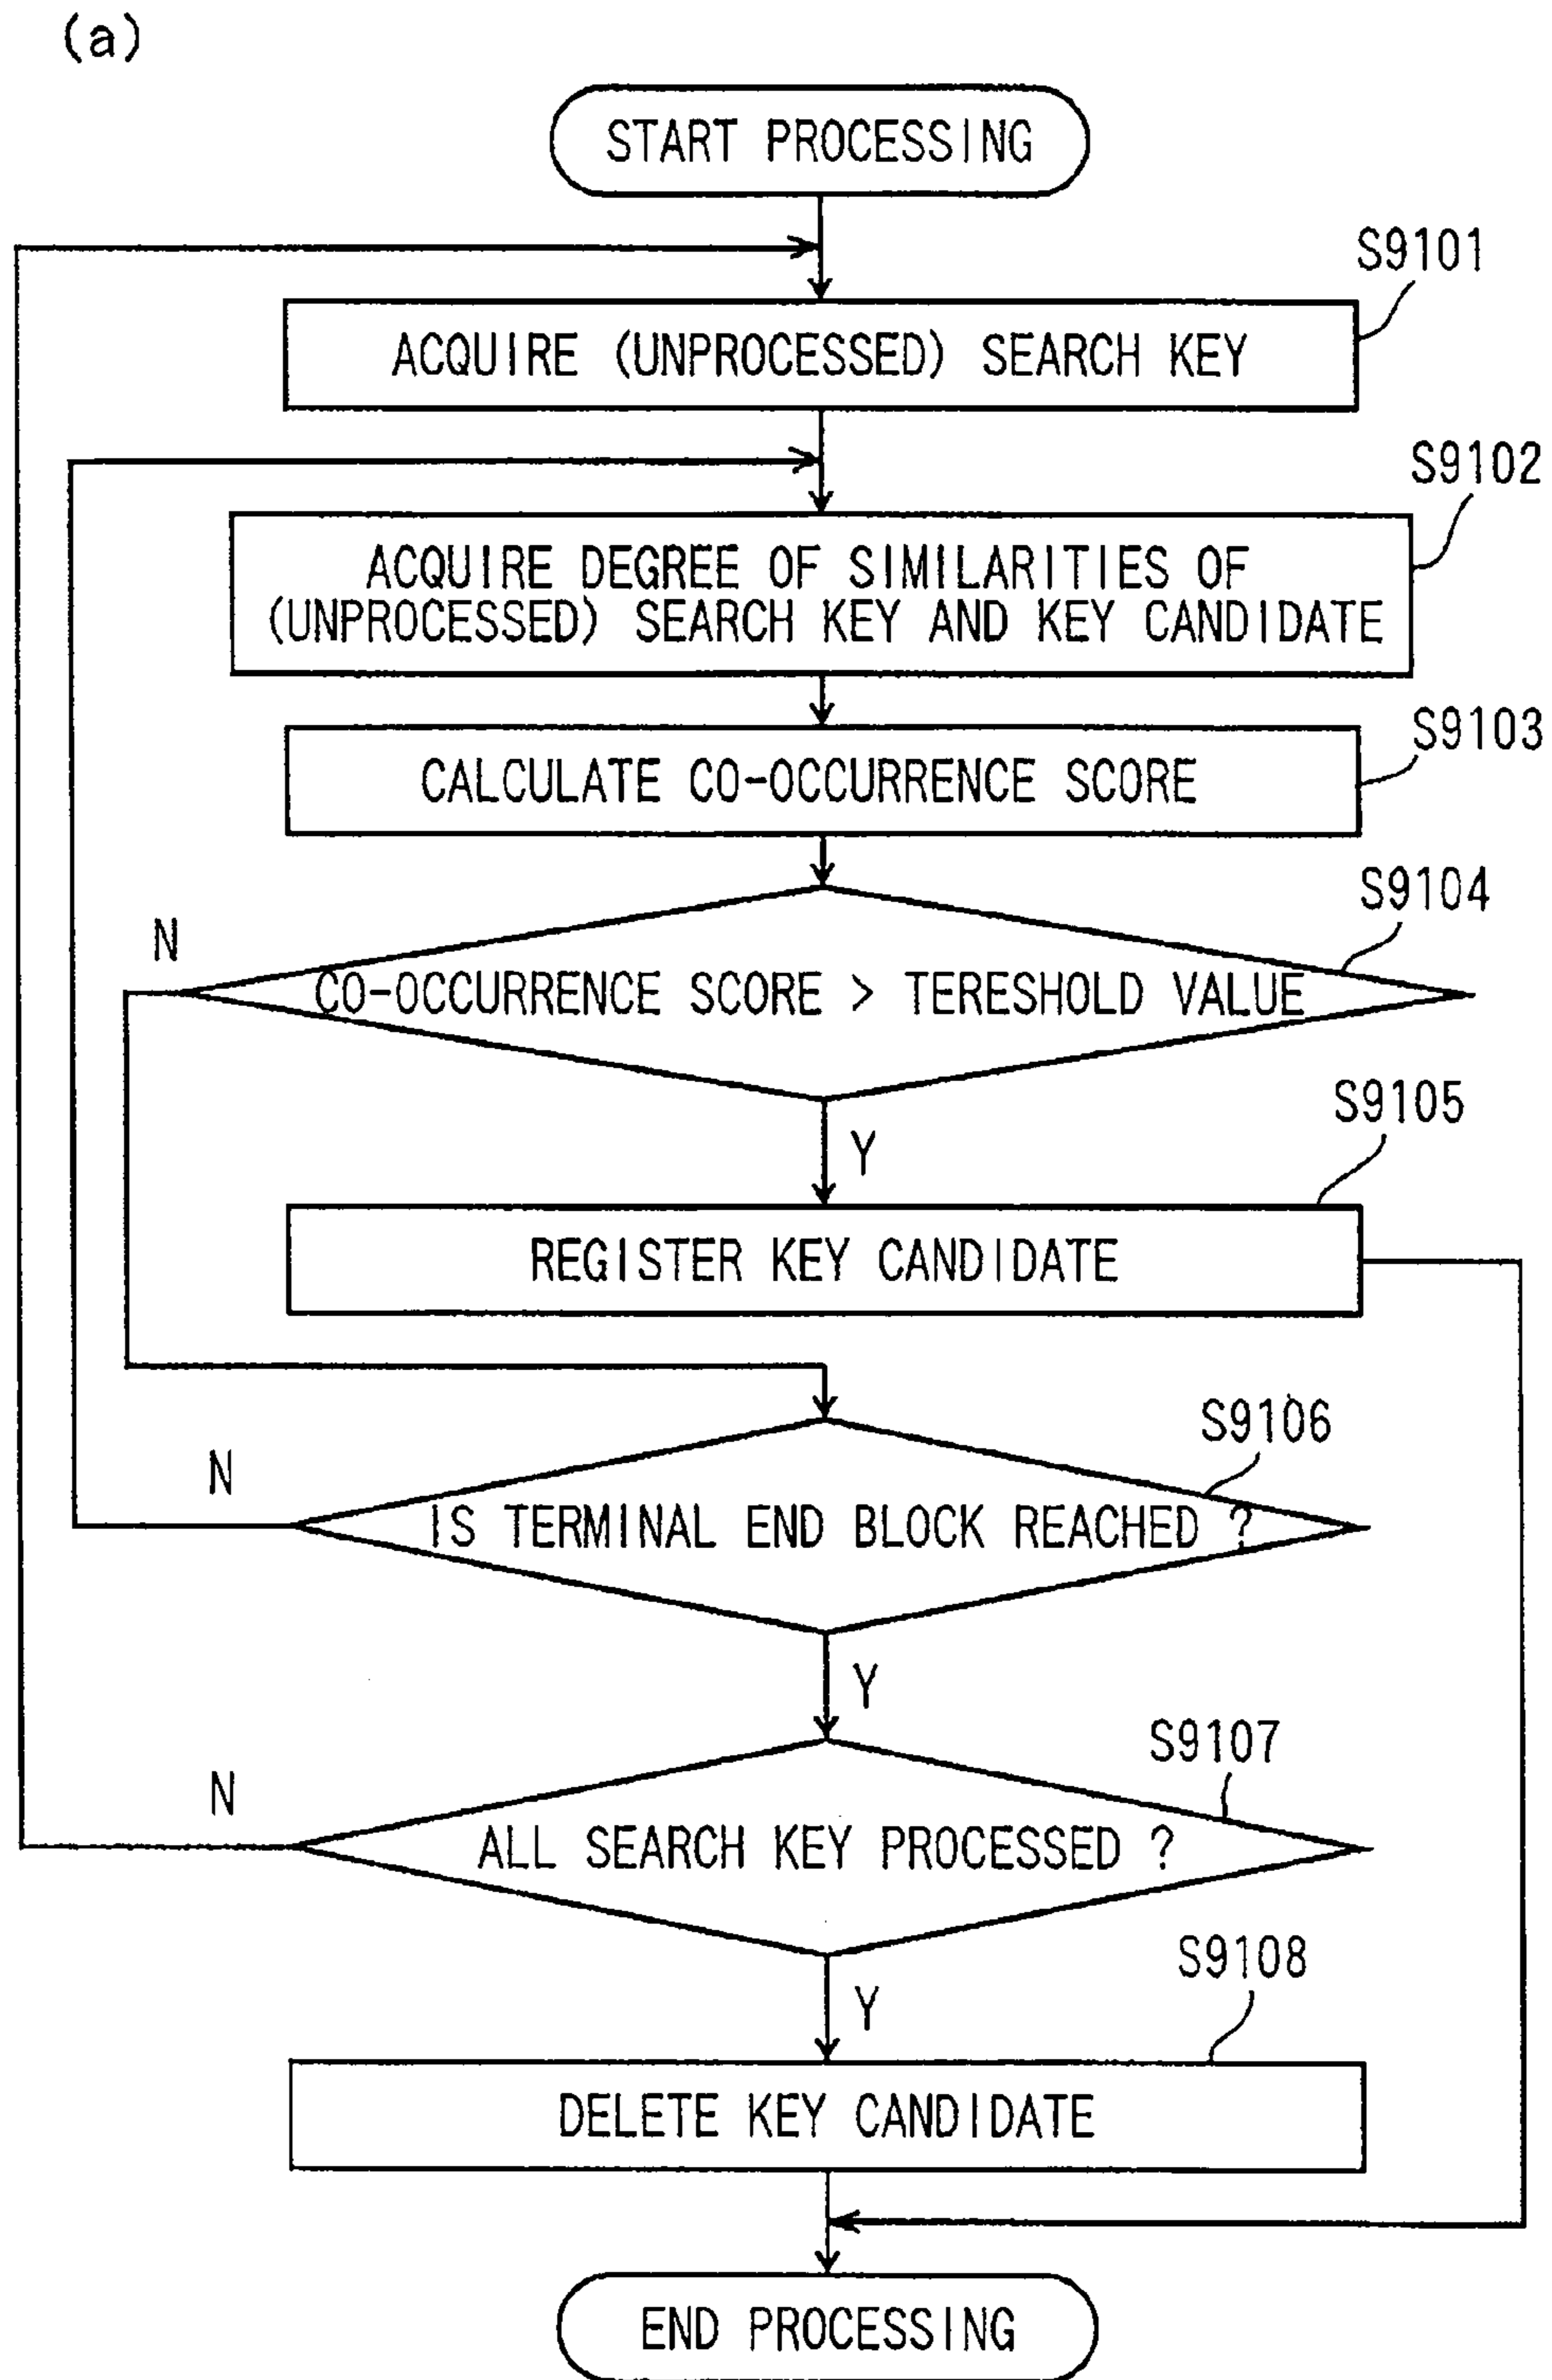 (a)
START PROCESSING
S9101
ACQUIRE (UNPROCESSED) SEARCH KEY
S9102
ACQUIRE DEGREE OF SIMILARITIES OF
(UNPROCESSED) SEARCH KEY AND KEY CANDIDATE
S9103
CALCULATE CO-OCCURRENCE SCORE
S9104
N
CO-OCCURRENCE SCORE > TERESHOLD VALUE
Y
S9105
REGISTER KEY CANDIDATE
S9106
N
IS TERMINAL END BLOCK REACHED ?
Y
S9107
N
ALL SEARCH KEY PROCESSED ?
Y
S9108
DELETE KEY CANDIDATE
END PROCESSING